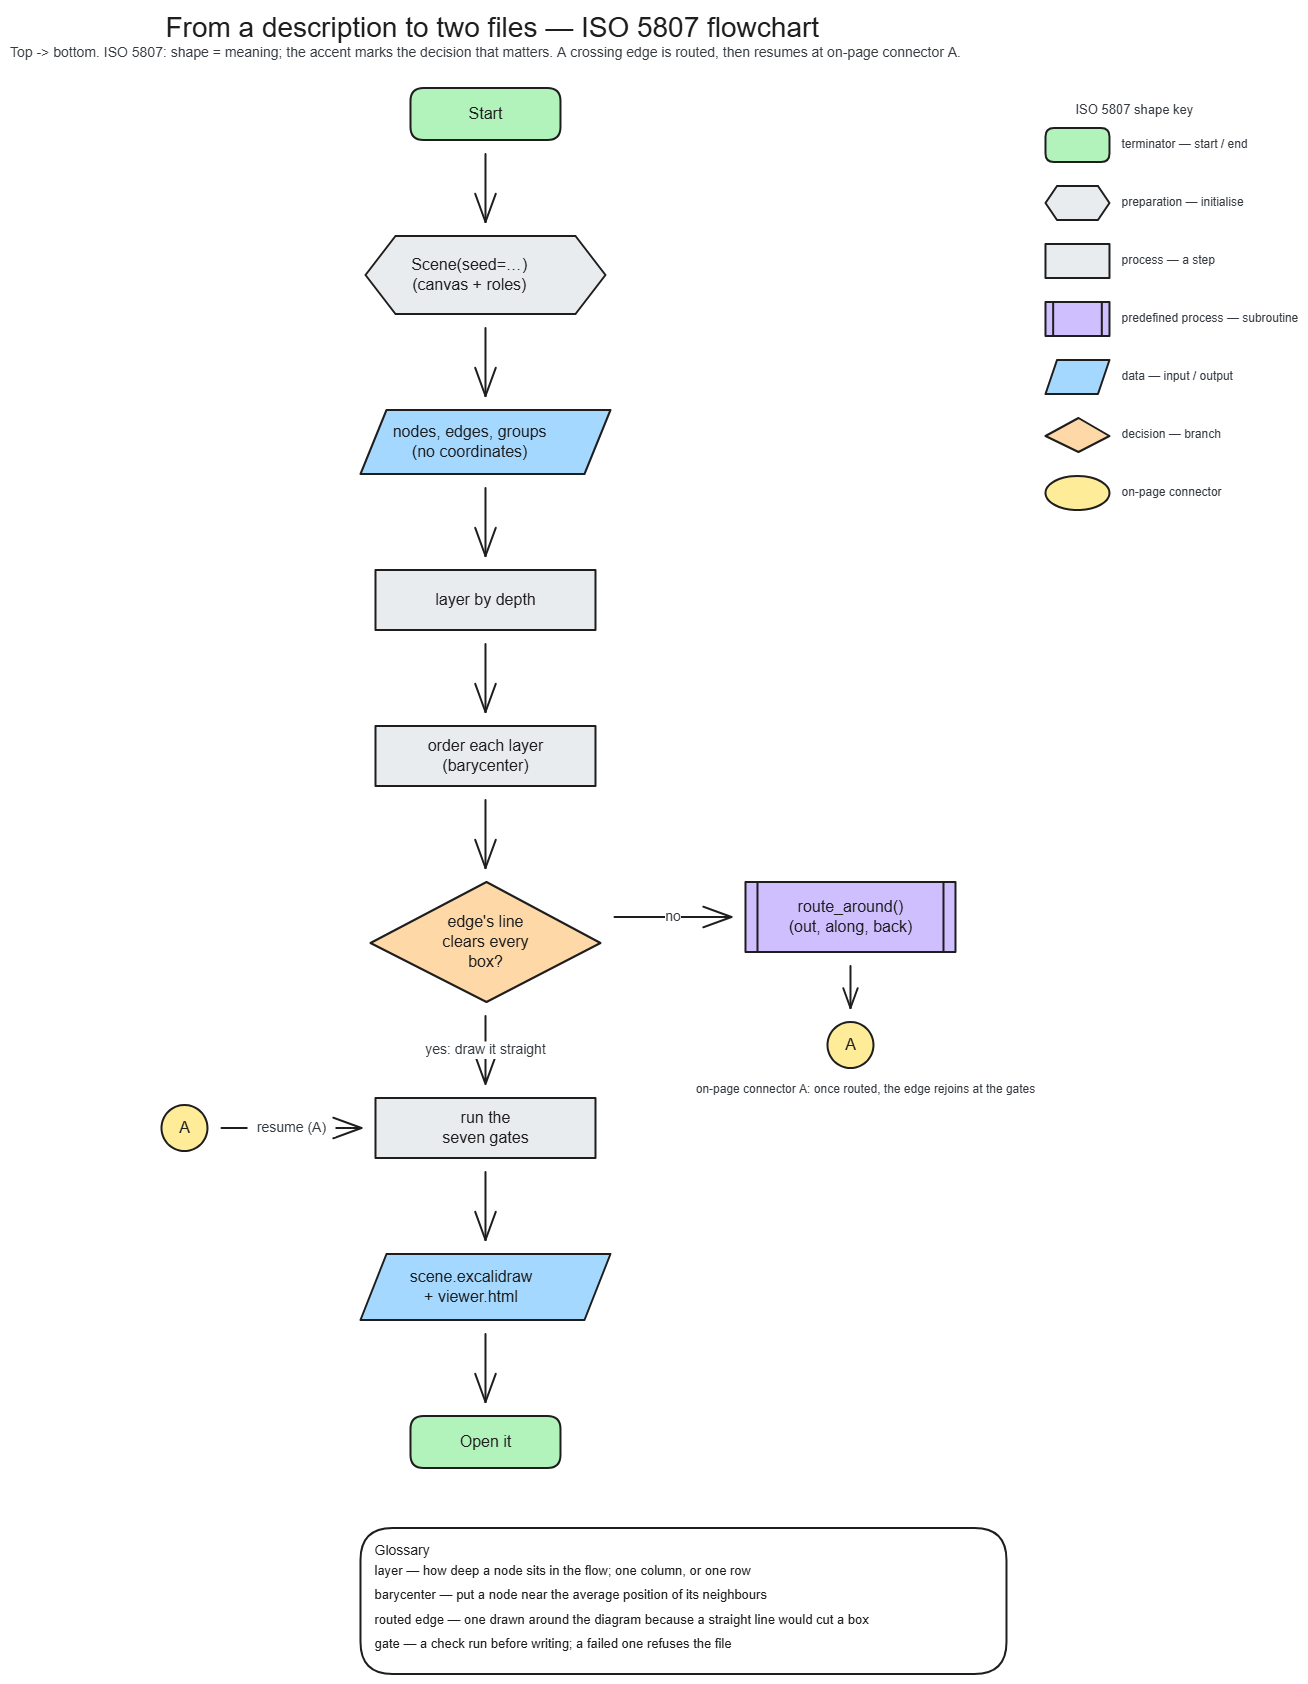 From a description to two files — ISO 5807 flowchart
Top -> bottom. ISO 5807: shape = meaning; the accent marks the decision that matters. A crossing edge is routed, then resumes at on-page connector A.
Start
Scene(seed=…)
(canvas + roles)
nodes, edges, groups
(no coordinates)
layer by depth
order each layer
(barycenter)
edge's line
clears every
box?
no
route_around()
(out, along, back)
A
on-page connector A: once routed, the edge rejoins at the gates
yes: draw it straight
A
resume (A)
run the
seven gates
scene.excalidraw
+ viewer.html
Open it
ISO 5807 shape key
terminator — start / end
preparation — initialise
process — a step
predefined process — subroutine
data — input / output
decision — branch
on-page connector
Glossary
layer — how deep a node sits in the flow; one column, or one row
barycenter — put a node near the average position of its neighbours
routed edge — one drawn around the diagram because a straight line would cut a box
gate — a check run before writing; a failed one refuses the file